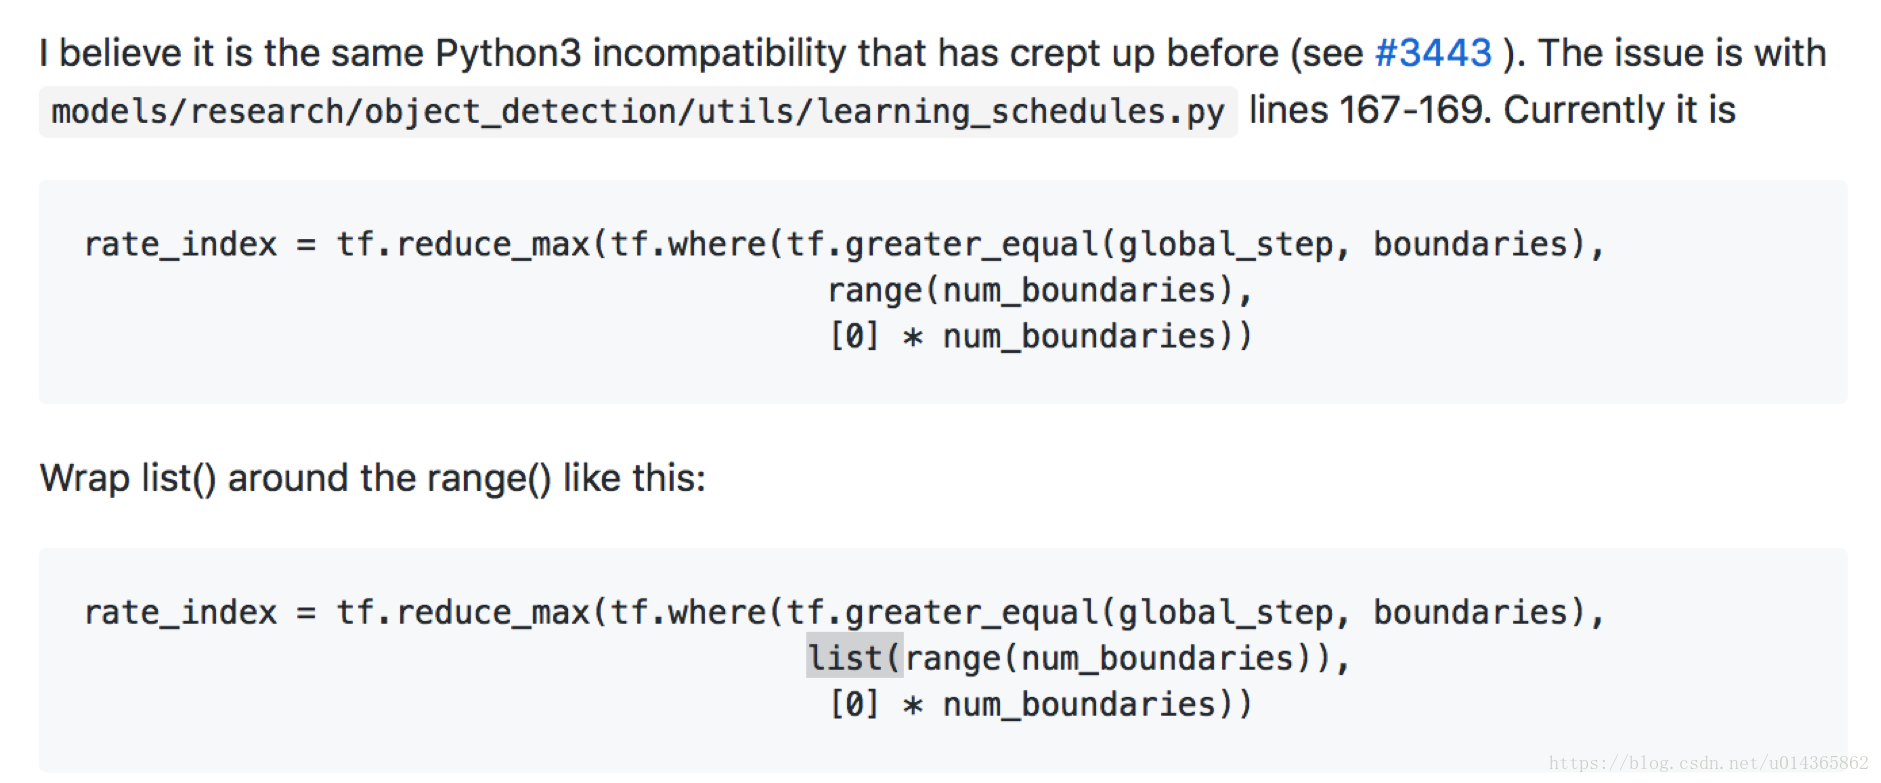 I believe it is the same Python3 incompatibility that has crept up before (see #3443 ). The issue is with
models/research/object_detection/utils/learning_schedules.py lines 167-169. Currently it is
rate_index = tf.reduce_max(tf.where(tf.greater_equal(global_step, boundaries),
range(num_boundaries),
[0] * num_boundaries))
Wrap list() around the range() like this:
rate_index = tf.reduce_max(tf.where(tf.greater_equal(global_step, boundaries),
list(range(num_boundaries)),
[0] * num_boundaries))
https://blog.csdn.net/u014365862